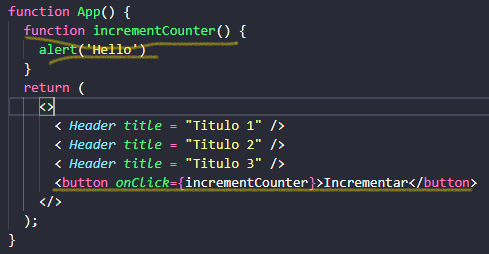 function App() {
function incrementCounter() {
alert('Hello')
}
return (
<>
< Header title = "Titulo 1" />
< Header title = "Titulo 2" />
< Header title = "Titulo 3" />
<button onClick={incrementCounter}>Incrementar</button>
</>
);
}